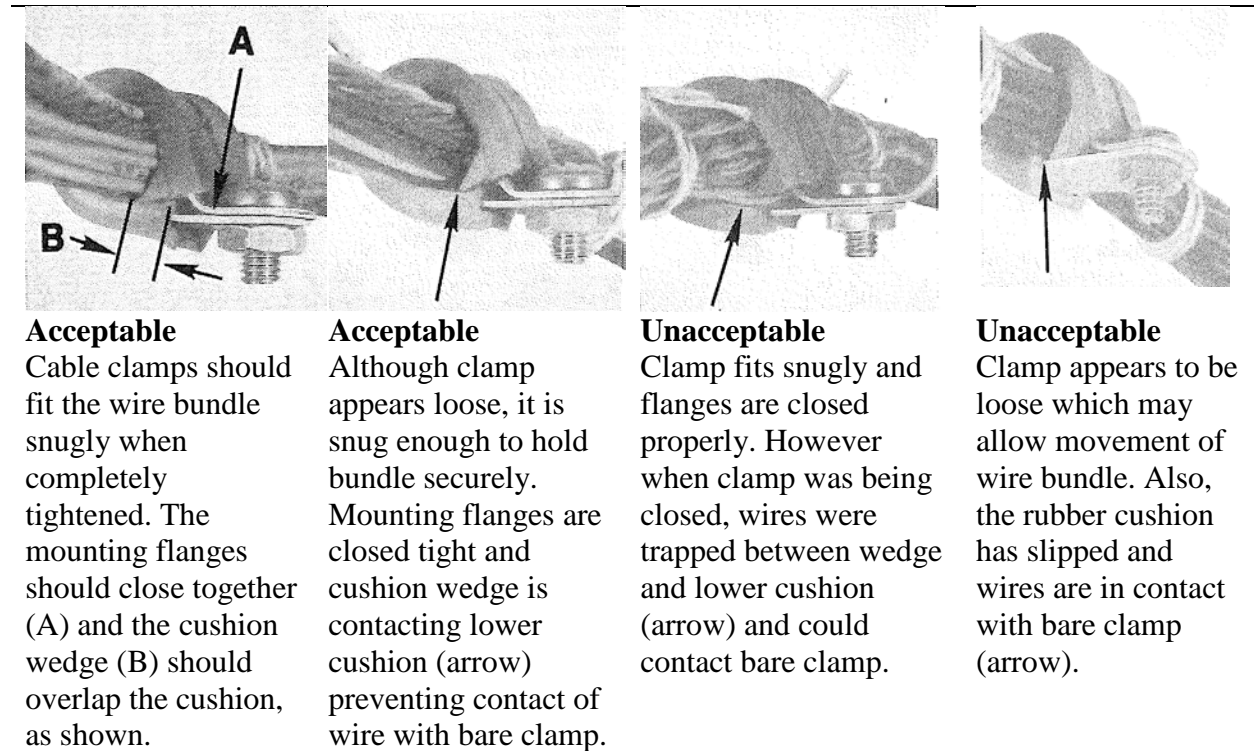 A
B
Acceptable
Cable clamps should
fit the wire bundle
snugly when
completely
tightened. The
mounting flanges
should close together
(A) and the cushion
wedge (B) should
overlap the cushion,
as shown.
Acceptable
Although clamp
appears loose, it is
snug enough to hold
bundle securely.
Mounting flanges are
closed tight and
cushion wedge is
contacting lower
cushion (arrow)
preventing contact of
wire with bare clamp.
Unacceptable
Clamp fits snugly and
flanges are closed
properly. However
when clamp was being
closed, wires were
trapped between wedge
and lower cushion
(arrow) and could
contact bare clamp.
Unacceptable
Clamp appears to be
loose which may
allow movement of
wire bundle. Also,
the rubber cushion
has slipped and
wires are in contact
with bare clamp
(arrow).